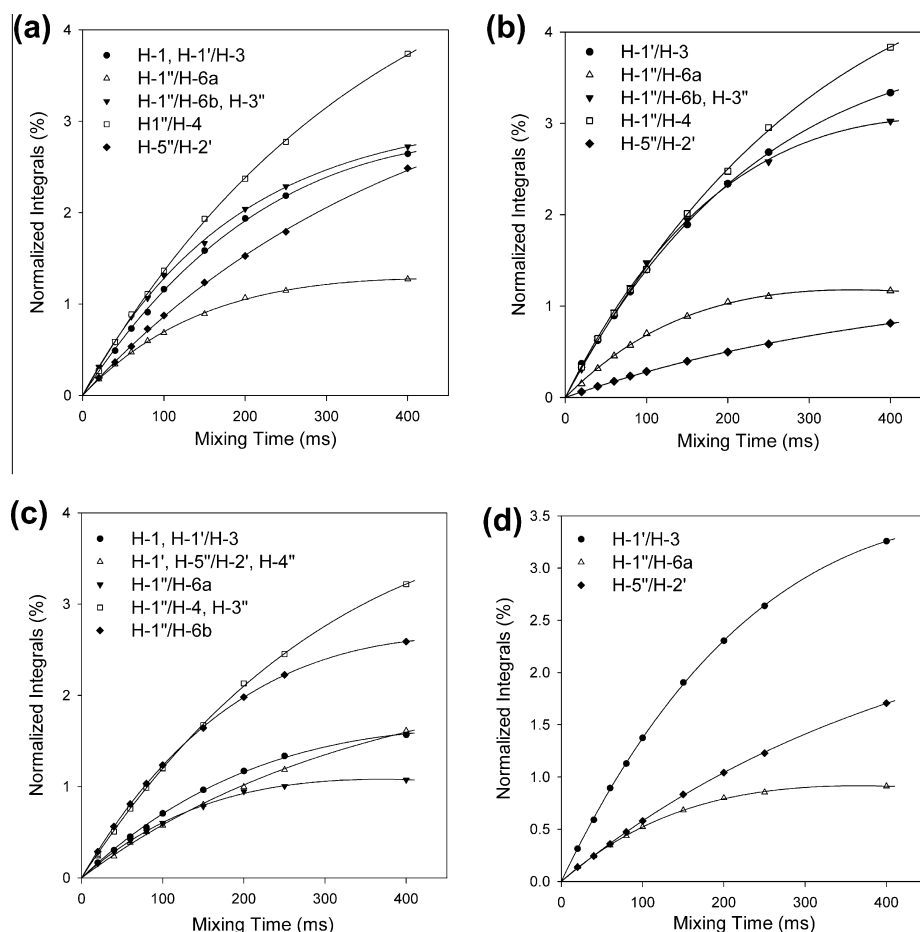 (a)
4
3
2
1
0
Normalized Integrals (%)
H-1, H-1'/H-3
H-1"/H-6a
H-1"/H-6b, H-3"
H1"/H-4
H-5"/H-2'
0 100 200 300 400
Mixing Time (ms)
(b)
4
3
2
1
0
Normalized Integrals (%)
H-1'/H-3
H-1"/H-6a
H-1"/H-6b, H-3"
H-1"/H-4
H-5"/H-2'
0 100 200 300 400
Mixing Time (ms)
(c)
4
3
2
1
0
Normalized Integrals (%)
H-1, H-1'/H-3
H-1', H-5"/H-2', H-4"
H-1"/H-6a
H-1"/H-4, H-3"
H-1"/H-6b
0 100 200 300 400
Mixing Time (ms)
(d)
3.5
3.0
2.5
2.0
1.5
1.0
0.5
0.0
Normalized Integrals (%)
H-1'/H-3
H-1"/H-6a
H-5"/H-2'
0 100 200 300 400
Mixing Time (ms)